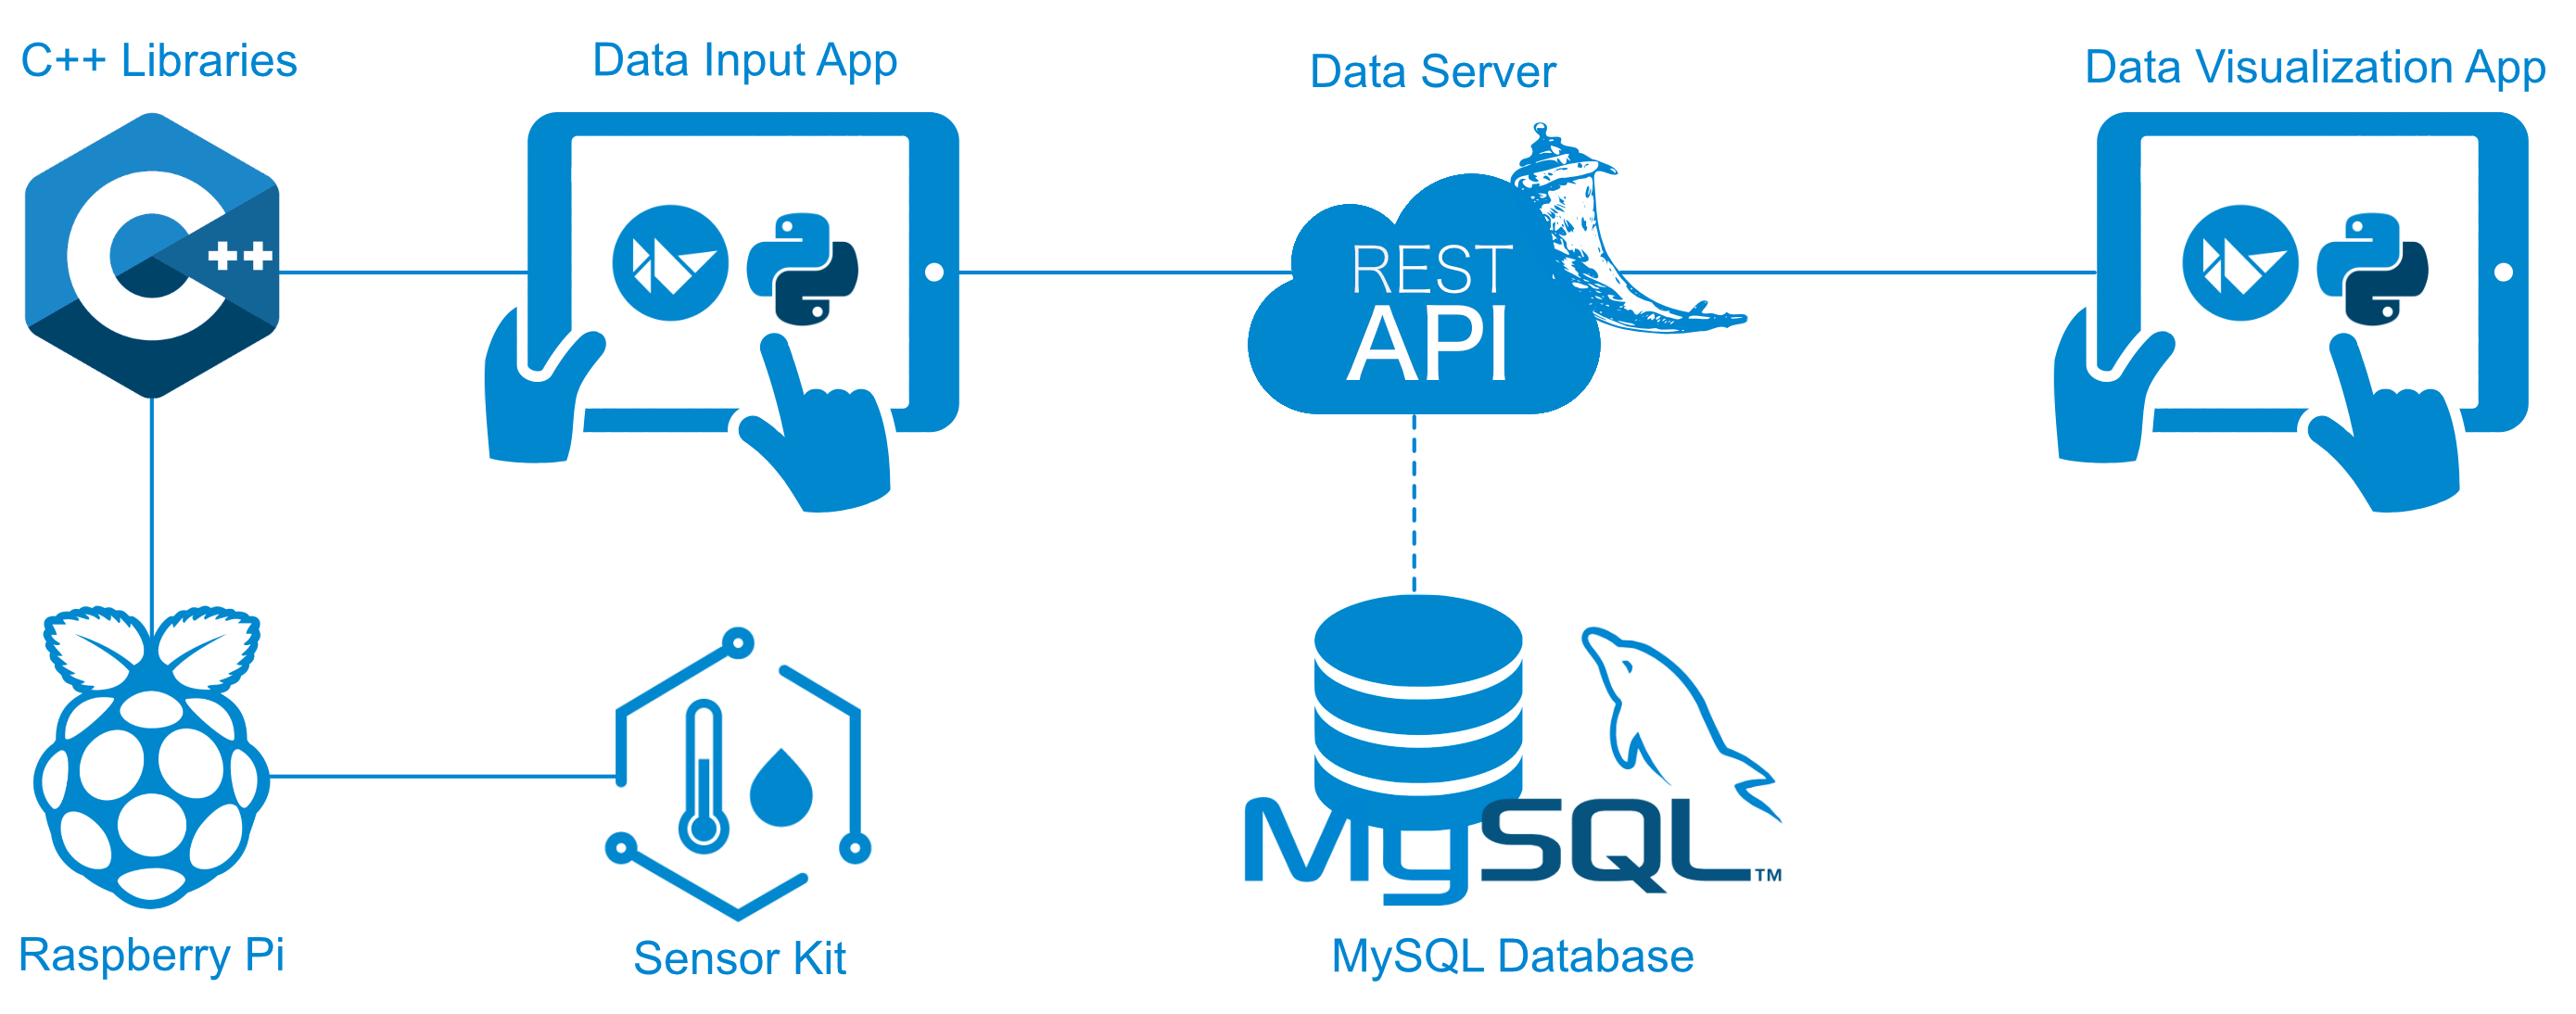 C++ Libraries
Data Input App
Data Server
Data Visualization App
++
REST
API
MySQL™
Raspberry Pi
Sensor Kit
MySQL Database